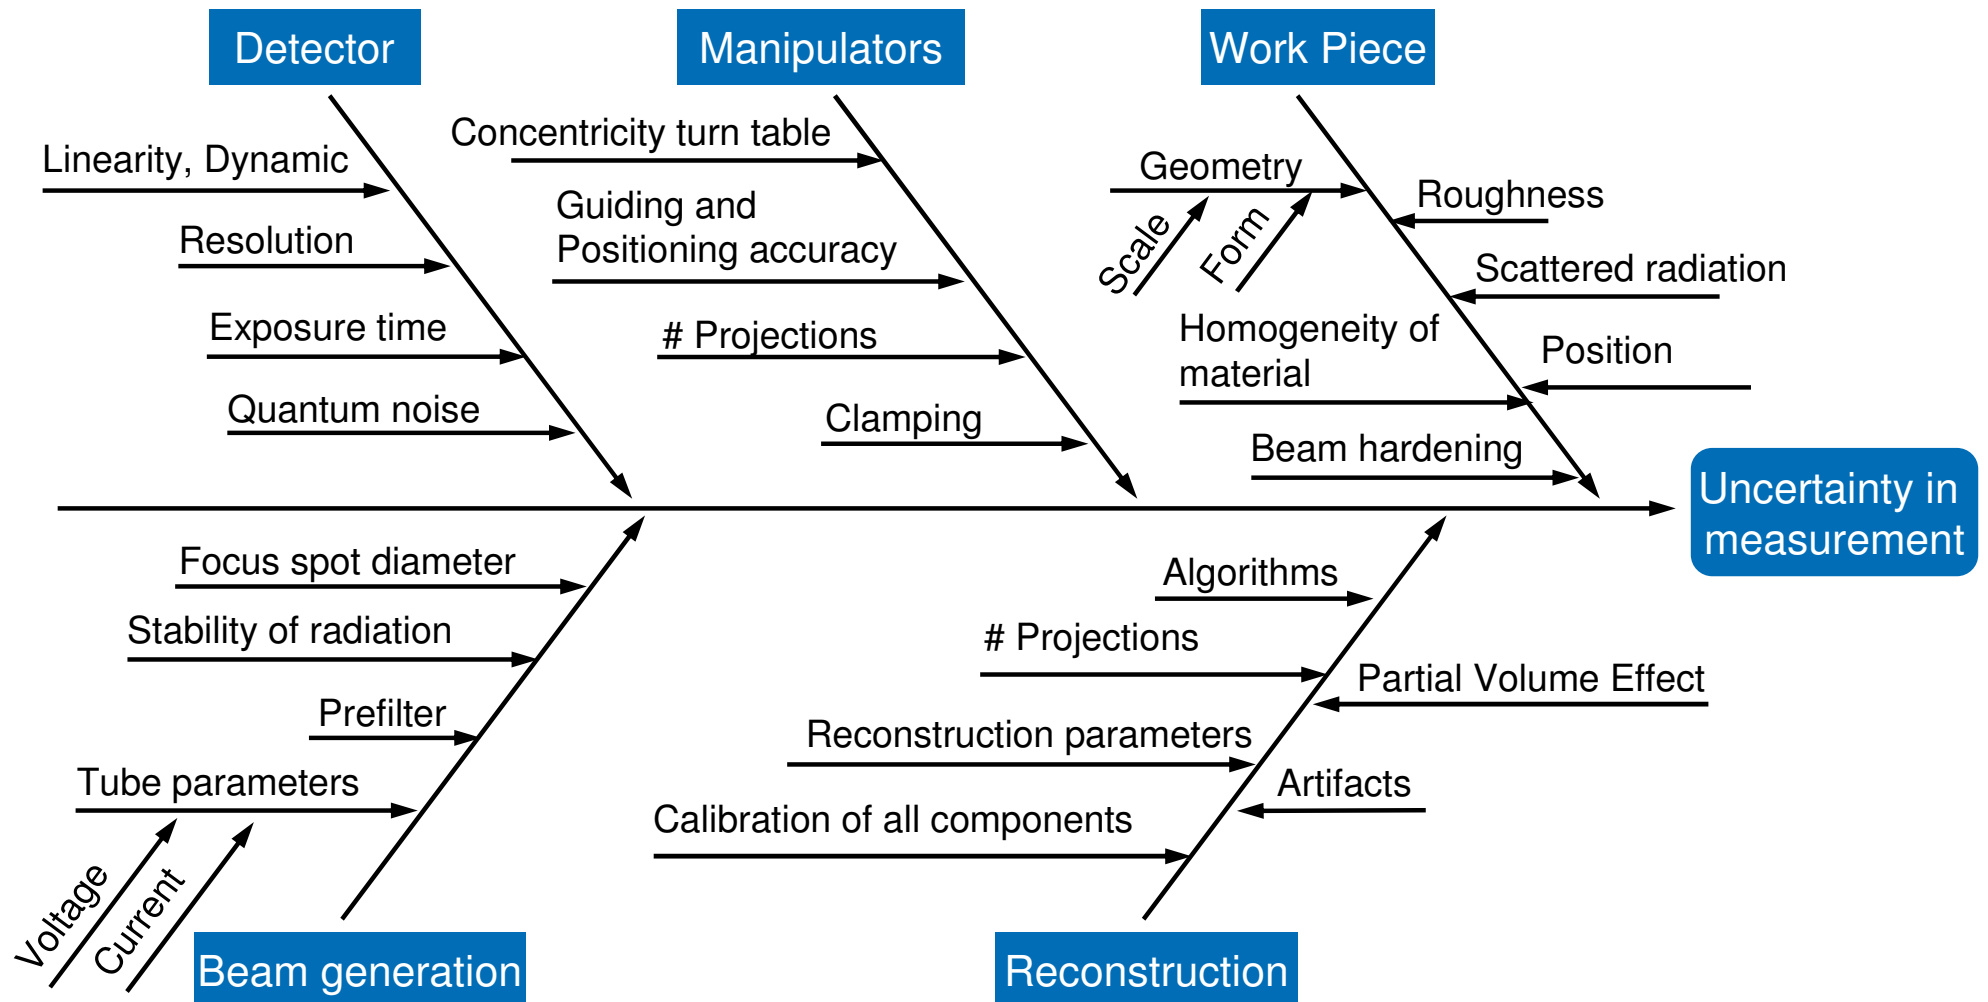 Detector
Manipulators
Work Piece
Linearity, Dynamic
Resolution
Exposure time
Quantum noise
Concentricity turn table
Guiding and
Positioning accuracy
# Projections
Clamping
Geometry
Scale
Form
Roughness
Scattered radiation
Homogeneity of
material
Position
Beam hardening
Uncertainty in
measurement
Focus spot diameter
Stability of radiation
Prefilter
Tube parameters
Voltage
Current
Beam generation
Algorithms
# Projections
Partial Volume Effect
Reconstruction parameters
Artifacts
Calibration of all components
Reconstruction